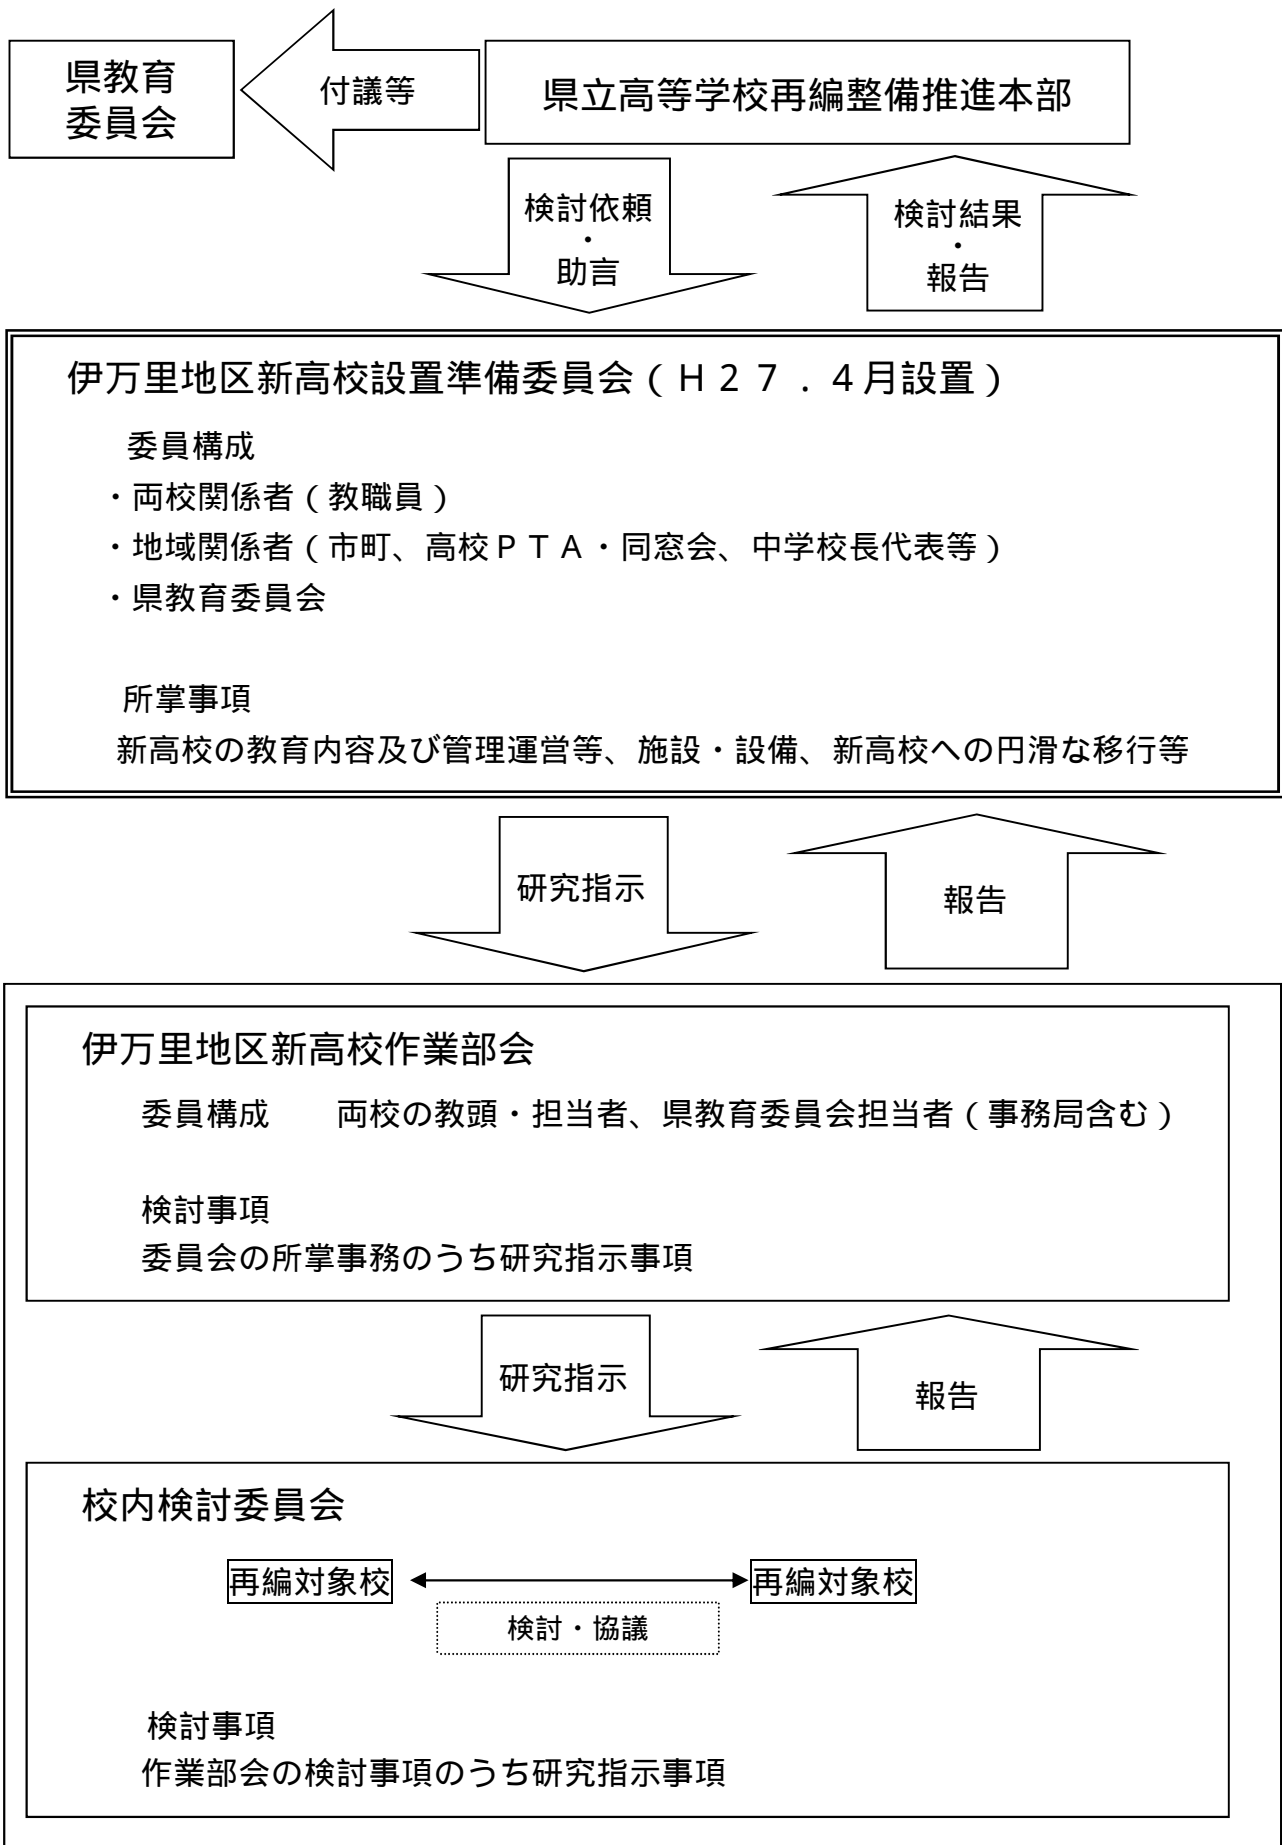 県教育
委員会
付議等
県立高等学校再編整備推進本部
検討依頼
・
助言
検討結果
・
報告
伊万里地区新高校設置準備委員会(H27.4月設置)
委員構成
・両校関係者(教職員)
・地域関係者(市町、高校PTA・同窓会、中学校長代表等)
・県教育委員会
所掌事項
新高校の教育内容及び管理運営等、施設・設備、新高校への円滑な移行等
研究指示
報告
伊万里地区新高校作業部会
委員構成 両校の教頭・担当者、県教育委員会担当者(事務局含む)
検討事項
委員会の所掌事務のうち研究指示事項
研究指示
報告
校内検討委員会
再編対象校
再編対象校
検討・協議
検討事項
作業部会の検討事項のうち研究指示事項